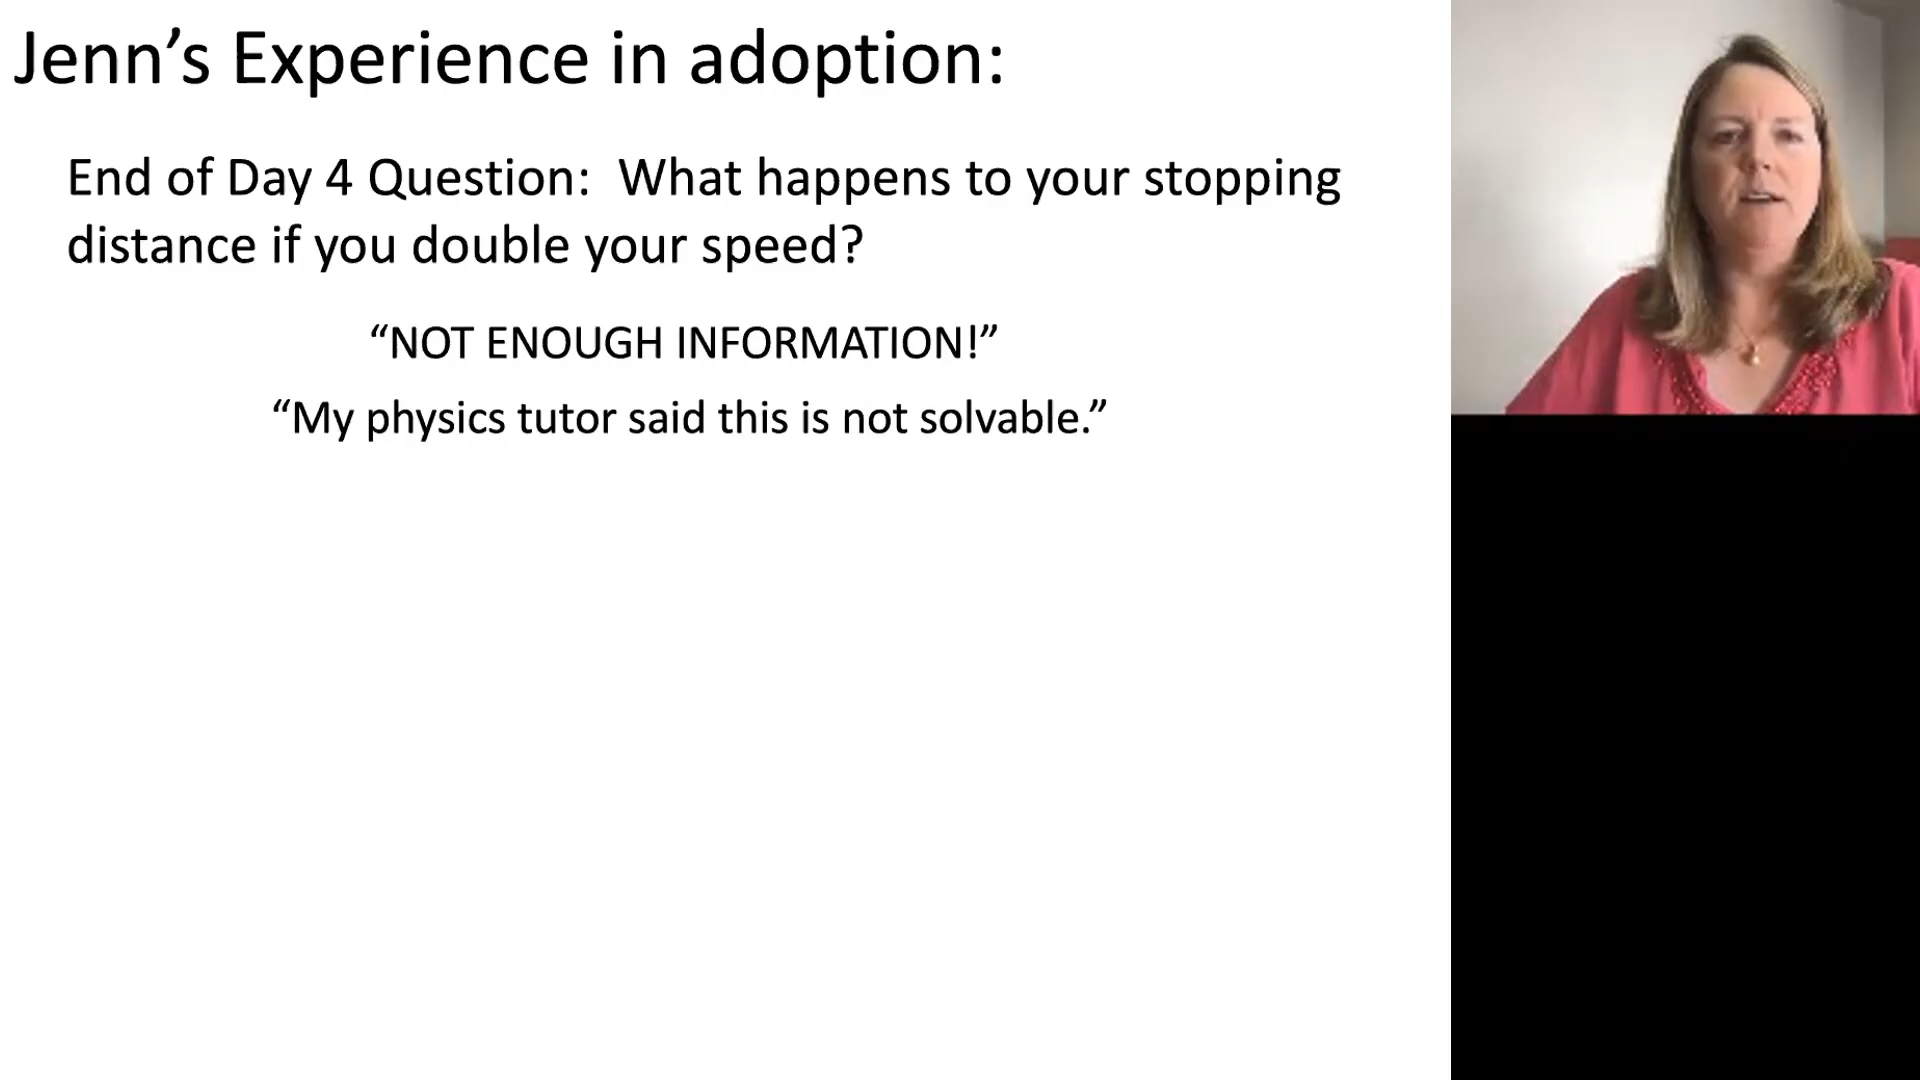 Jenn’s Experience in adoption:
End of Day 4 Question:  What happens to your stopping
distance if you double your speed?
“NOT ENOUGH INFORMATION!”
“My physics tutor said this is not solvable.”